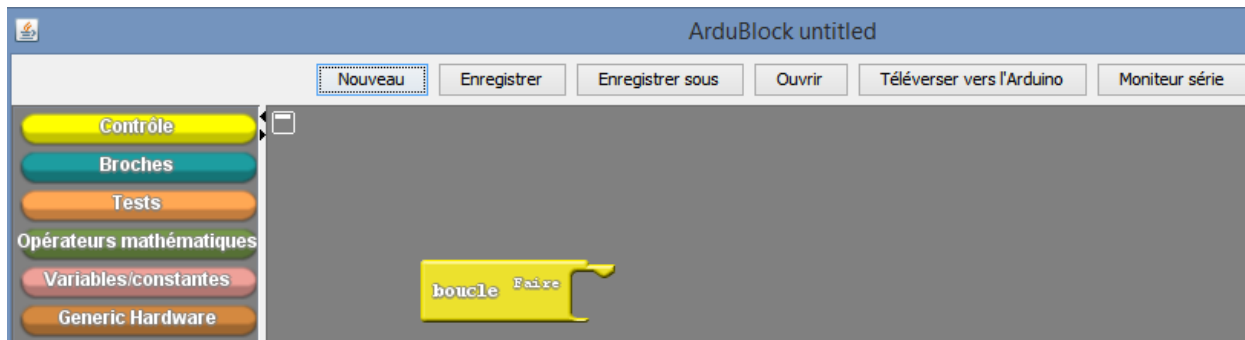 ArduBlock untitled
Nouveau Enregistrer Enregistrer sous Ouvrir Téléverser vers l'Arduino Moniteur série
Contrôle
Broches
Tests
Opérateurs mathématiques
Variables/constantes
Generic Hardware
boucle Faire